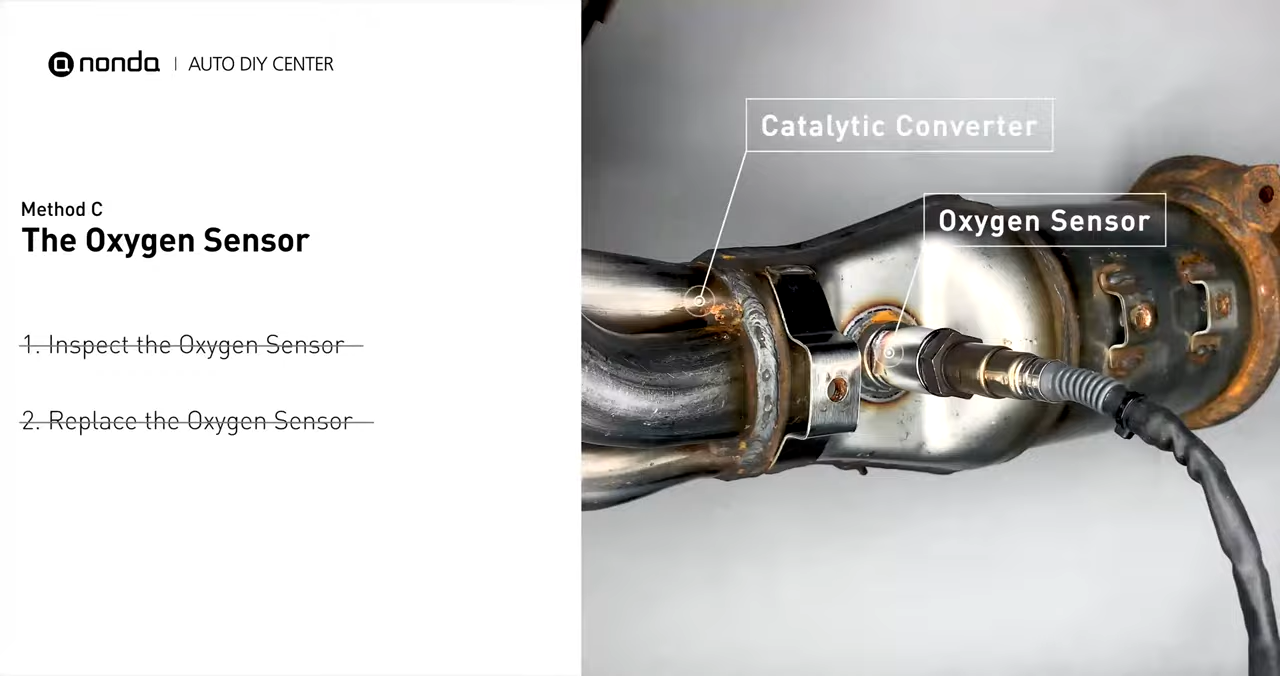 nonda | AUTO DIY CENTER
Method C
The Oxygen Sensor
1. Inspect the Oxygen Sensor
2. Replace the Oxygen Sensor
Catalytic Converter
Oxygen Sensor